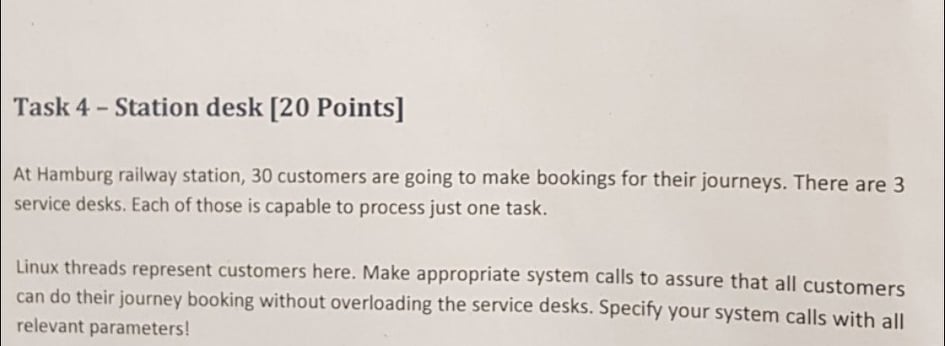 Task 4 – Station desk [20 Points]
At Hamburg railway station, 30 customers are going to make bookings for their journeys. There are 3
service desks. Each of those is capable to process just one task.
Linux threads represent customers here. Make appropriate system calls to assure that all customers
can do their journey booking without overloading the service desks. Specify your system calls with all
relevant parameters!